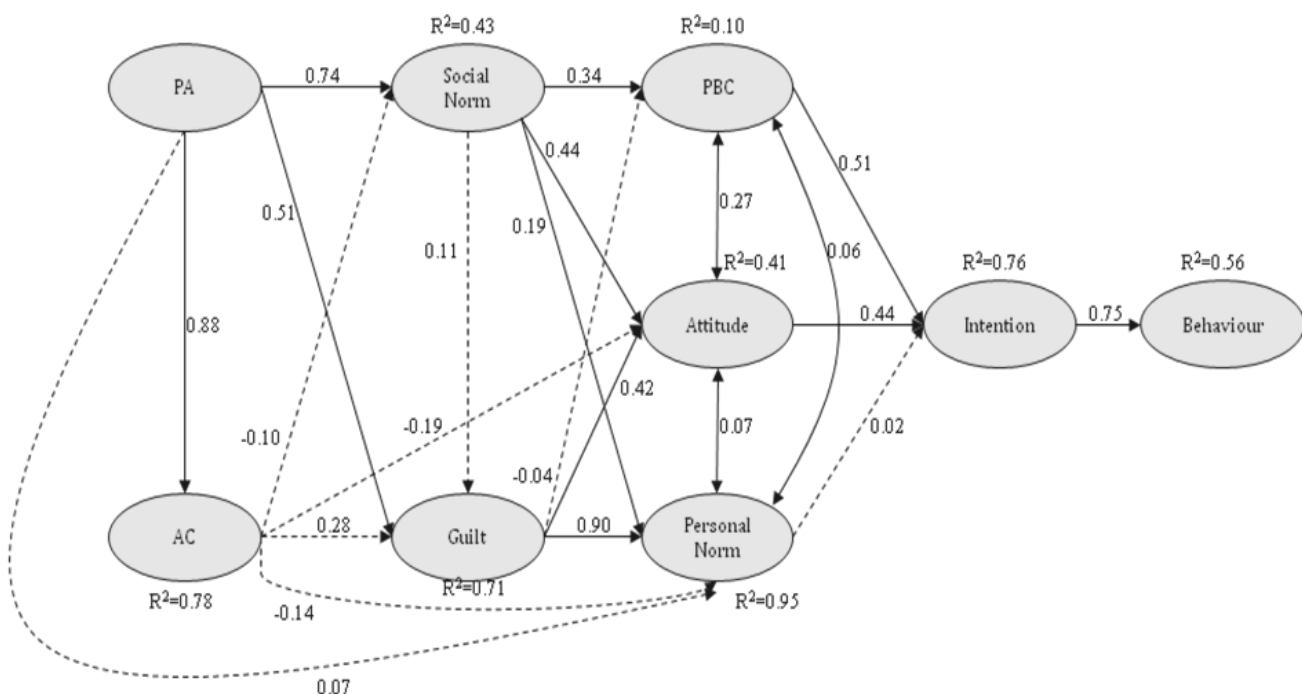 R²=0.43
R²=0.10
PA
0.74
Social
Norm
0.34
PBC
0.44
0.51
0.51
0.19
0.27
0.11
0.06
R²=0.41
R²=0.76
R²=0.56
0.88
Attitude
0.44
Intention
0.75
Behaviour
-0.10
-0.19
0.42
0.07
0.02
-0.04
AC
0.28
Guilt
0.90
Personal
Norm
R²=0.78
-0.14
R²=0.71
R²=0.95
0.07